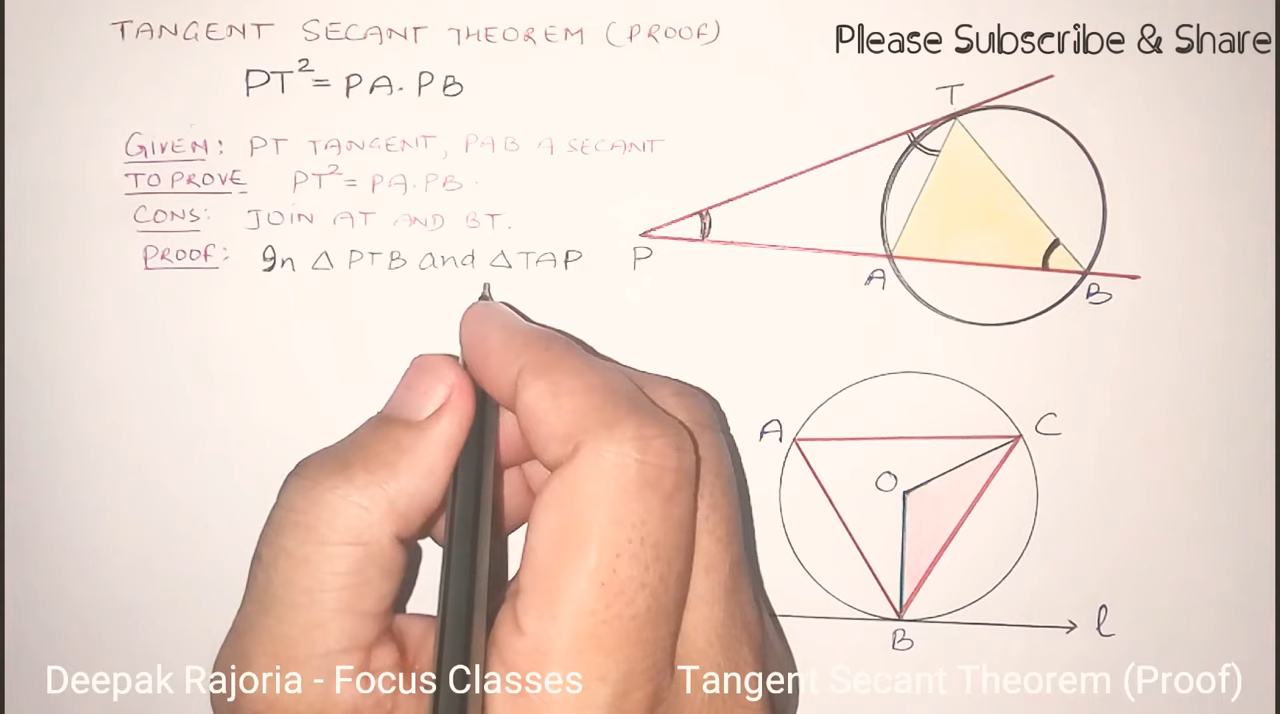 TANGENT SECANT THEOREM (PROOF)
Please Subscribe & Share
PT² = PA. PB
GIVEN: PT TANGENT, PAB A SECANT
TO PROVE PT² = PA. PB.
CONS: JOIN AT AND BT.
PROOF: In △ PTB and △TAP
T
P
A
B
A
C
O
B
l
Deepak Rajoria - Focus Classes
Tangent Secant Theorem (Proof)